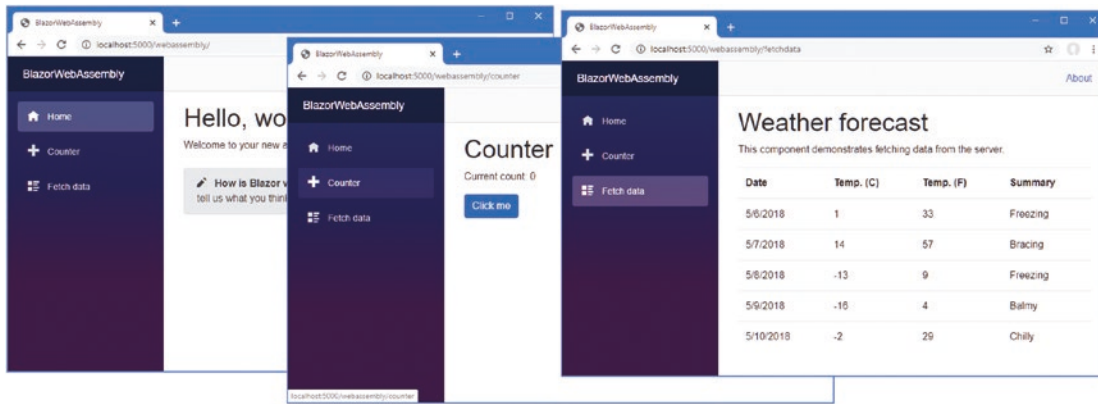 BlazorWebAssembly
localhost:5000/webassembly/
BlazorWebAssembly
Home
Counter
Fetch data
Hello, wo
Welcome to your new a
How is Blazor
tell us what you thin
BlazorWebAssembly
localhost:5000/webassembly/counter
BlazorWebAssembly
Home
Counter
Fetch data
Counter
Current count: 0
Click me
localhost:5000/webassembly/counter
BlazorWebAssembly
localhost:5000/webassembly/fetchdata
BlazorWebAssembly
About
Home
Counter
Fetch data
Weather forecast
This component demonstrates fetching data from the server.
Date Temp. (C) Temp. (F) Summary
5/6/2018 1 33 Freezing
5/7/2018 14 57 Bracing
5/8/2018 -13 9 Freezing
5/9/2018 -16 4 Balmy
5/10/2018 -2 29 Chilly